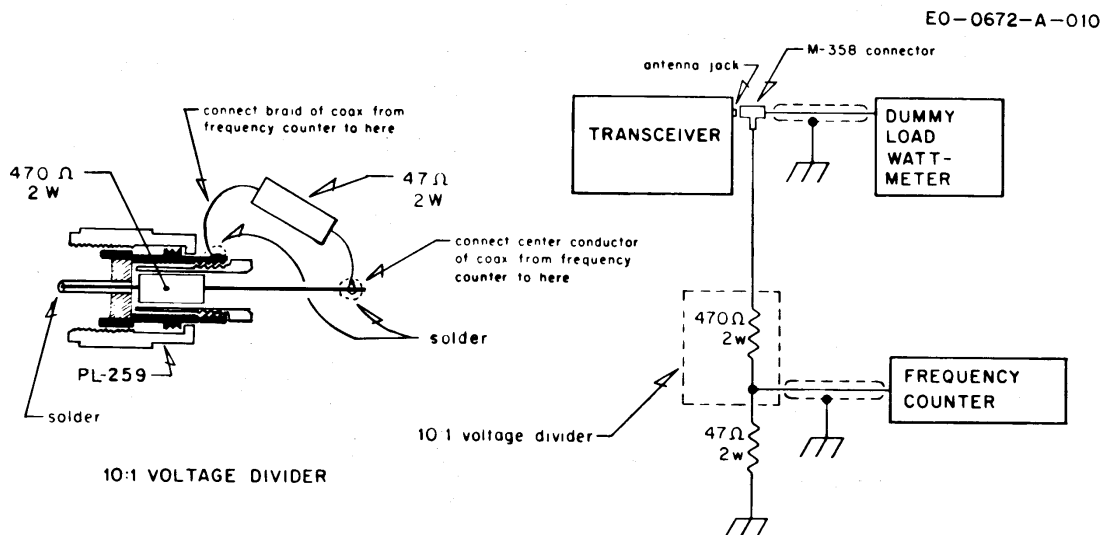 EO-0672-A-010
M-358 connector
antenna jack
connect braid of coax from
frequency counter to here
TRANSCEIVER
DUMMY
LOAD
WATT-
METER
470 Ω
2 W
47 Ω
2 W
connect center conductor
of coax from frequency
counter to here
solder
PL-259
solder
470 Ω
2 w
FREQUENCY
COUNTER
10:1 voltage divider
47 Ω
2 w
10:1 VOLTAGE DIVIDER